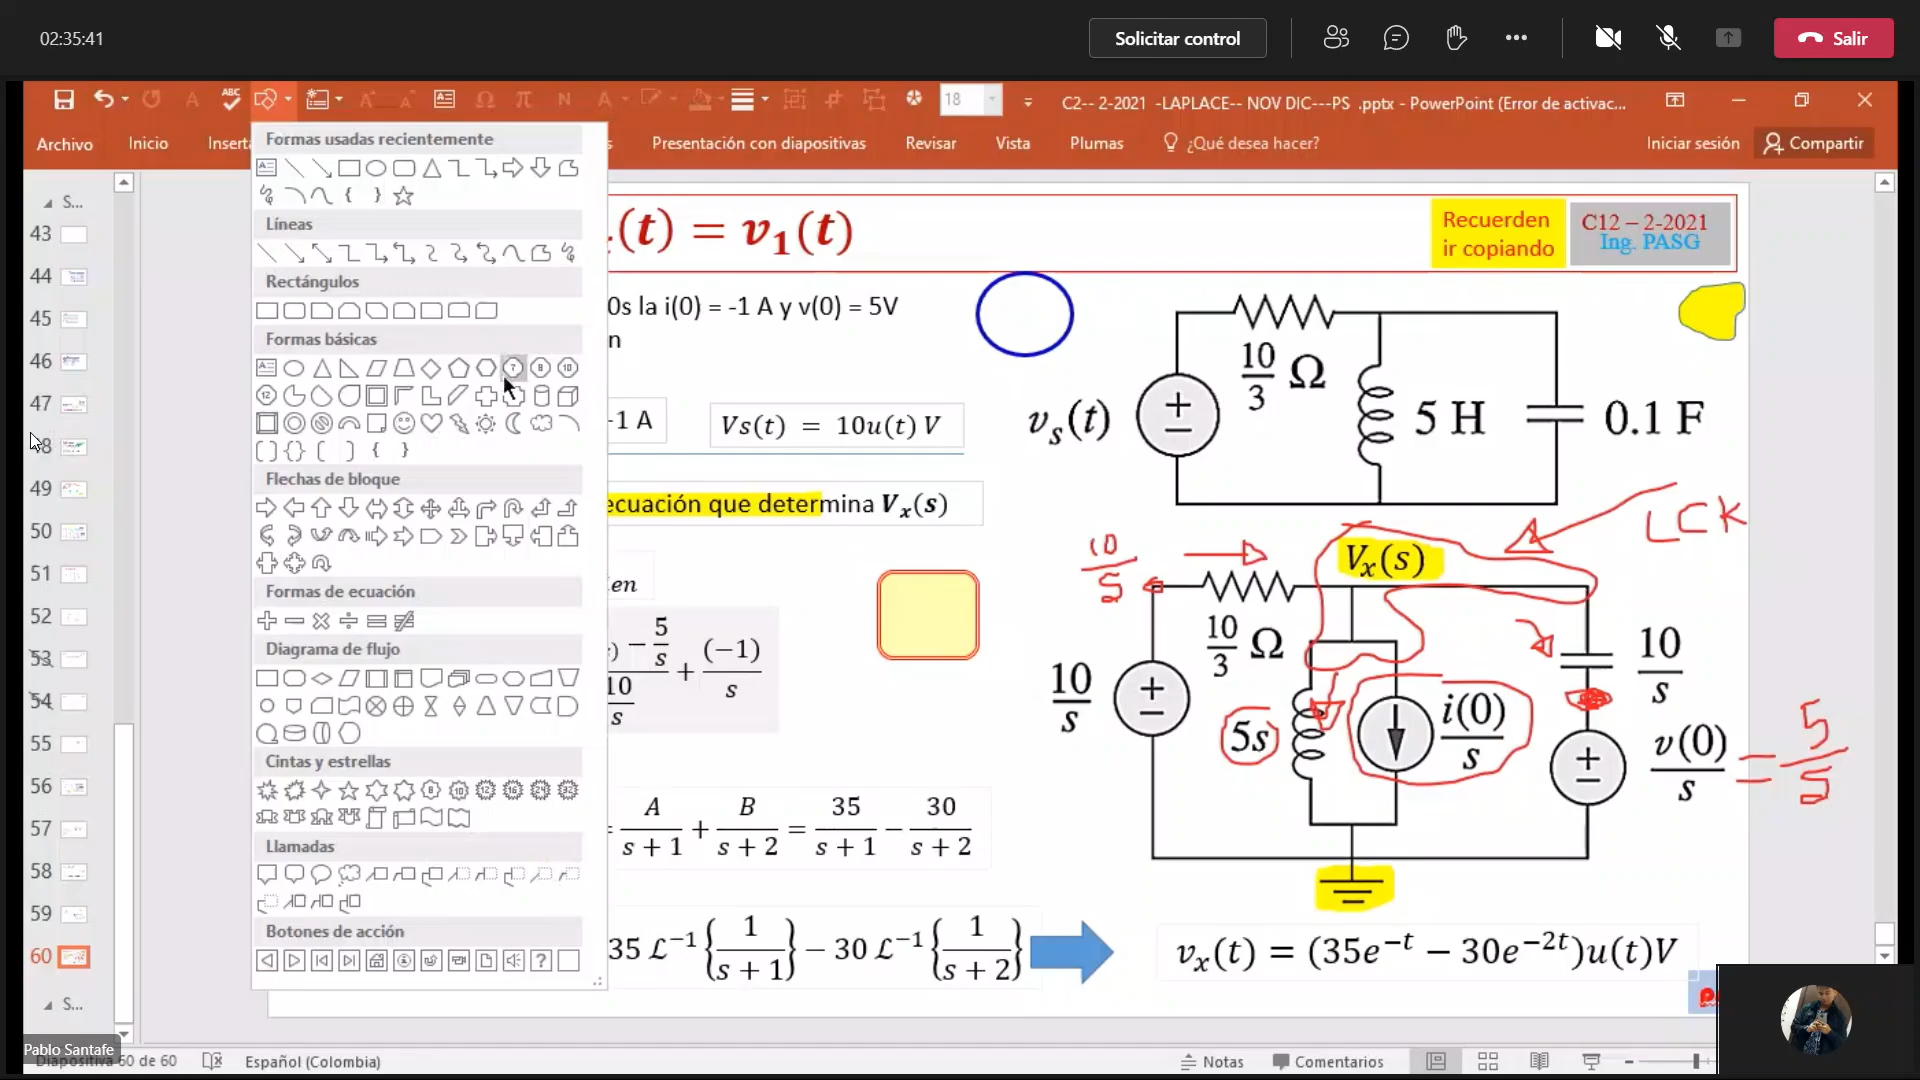 02:35:41
Solicitar control
Salir
18
C2-- 2-2021 -LAPLACE-- NOV DIC---PS .pptx - PowerPoint (Error de activac...
Archivo
Inicio
Inserta
s
Presentación con diapositivas
Revisar
Vista
Plumas
¿Qué desea hacer?
Iniciar sesión
Compartir
Formas usadas recientemente
Líneas
Rectángulos
Formas básicas
Flechas de bloque
Formas de ecuación
Diagrama de flujo
Cintas y estrellas
Llamadas
Botones de acción
S...
43
44
45
46
47
48
49
50
51
52
53
54
55
56
57
58
59
60
S...
(t) = v₁(t)
Recuerden
ir copiando
C12 – 2-2021
Ing. PASG
0s la i(0) = -1 A y v(0) = 5V
n
-1 A
Vs(t) = 10u(t) V
ecuación que determina Vₓ(s)
en
) − 5/s
10/s
+ (−1)/s
= A/(s + 1) + B/(s + 2) = 35/(s + 1) − 30/(s + 2)
35 ℒ⁻¹{1/(s + 1)} − 30 ℒ⁻¹{1/(s + 2)}
vₓ(t) = (35e⁻ᵗ − 30e⁻²ᵗ)u(t)V
vₛ(t)
+
−
10/3 Ω
5 H
0.1 F
LCK
10/s
Vₓ(s)
10/3 Ω
10/s
+
−
5s
i(0)/s
10/s
+
−
v(0)/s = 5/s
Pablo Santafe
Diapositiva 60 de 60
Español (Colombia)
Notas
Comentarios